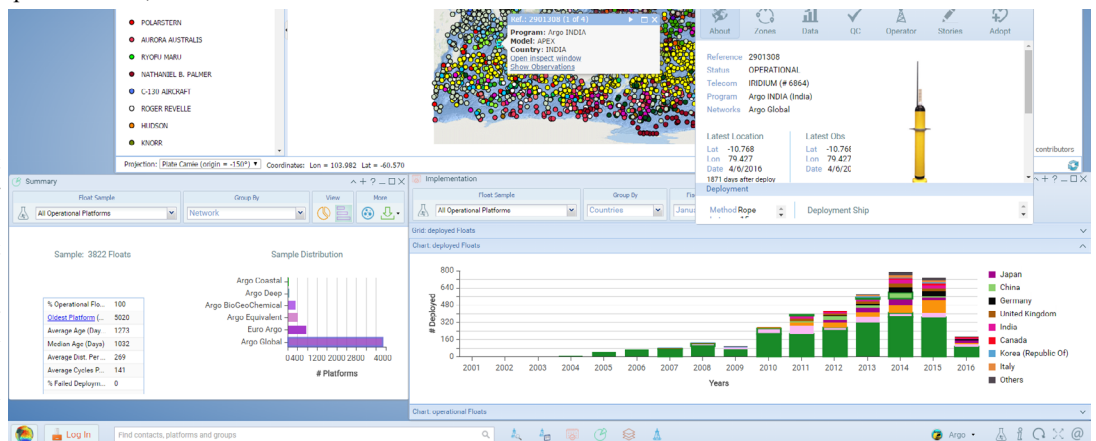 POLARSTERN
AURORA AUSTRALIS
RYOFU MARU
NATHANIEL B. PALMER
C-130 AIRCRAFT
ROGER REVELLE
HUDSON
KNORR
Projection: Plate Carrée (origin = -150°) Coordinates: Lon = 103.982 Lat = -60.570
Ref.: 2901308 (1 of 4)
Program: Argo INDIA
Model: APEX
Country: INDIA
Open inspect window
Show Observations
About Zones Data QC Operator Stories Adopt
Reference 2901308
Status OPERATIONAL
Telecom IRIDIUM (# 6864)
Program Argo INDIA (India)
Networks Argo Global
Latest Location Latest Obs
Lat -10.768 Lat -10.768
Lon 79.427 Lon 79.427
Date 4/6/2016 Date 4/6/20
1871 days after deploy
contributors
Deployment
Method Rope Deployment Ship
Summary
Float Sample Group By View More
All Operational Platforms Network
Sample: 3822 Floats
% Operational Flo... 100
Oldest Platform (... 5020
Average Age (Day... 1273
Median Age (Days) 1032
Average Dist. Per ... 269
Average Cycles P... 141
% Failed Deploym... 0
Sample Distribution
Argo Coastal
Argo Deep
Argo BioGeoChemical
Argo Equivalent
Euro Argo
Argo Global
0 400 1200 2000 2800 4000
# Platforms
Implementation
Float Sample Group By
All Operational Platforms Countries Janu
Grid: deployed Floats
Chart: deployed Floats
# Deployed
800
640
480
320
160
0
2001 2002 2003 2004 2005 2006 2007 2008 2009 2010 2011 2012 2013 2014 2015 2016
Years
Japan
China
Germany
United Kingdom
India
Canada
Korea (Republic Of)
Italy
Others
Chart: operational Floats
Log In
Find contacts, platforms and groups
Argo